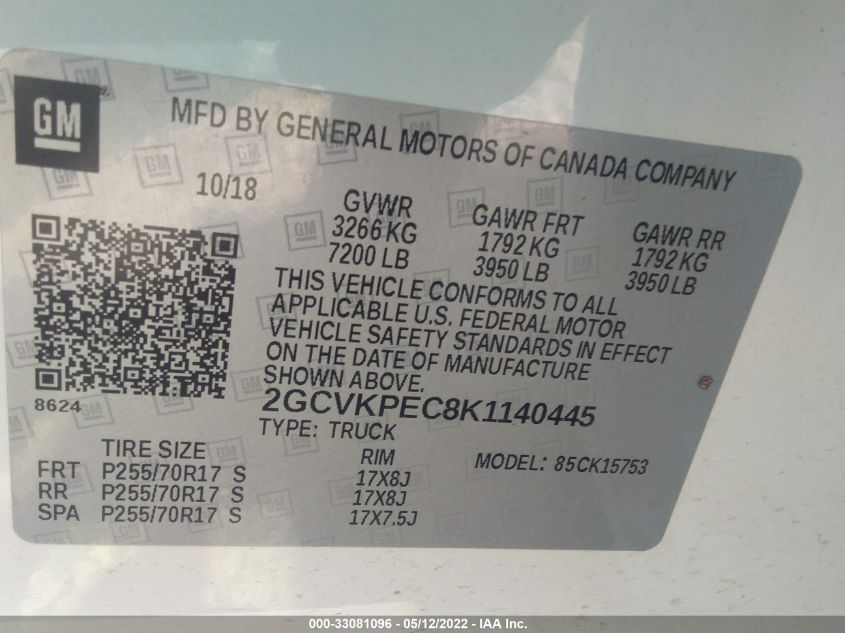 GM
MFD BY GENERAL MOTORS OF CANADA COMPANY
10/18
GVWR
3266 KG
7200 LB
GAWR FRT
1792 KG
3950 LB
GAWR RR
1792 KG
3950 LB
THIS VEHICLE CONFORMS TO ALL
APPLICABLE U.S. FEDERAL MOTOR
VEHICLE SAFETY STANDARDS IN EFFECT
ON THE DATE OF MANUFACTURE
SHOWN ABOVE.
8624
2GCVKPEC8K1140445
TYPE: TRUCK
MODEL: 85CK15753
TIRE SIZE RIM
FRT P255/70R17 S 17X8J
RR P255/70R17 S 17X8J
SPA P255/70R17 S 17X7.5J
000-33081096 - 05/12/2022 - IAA Inc.